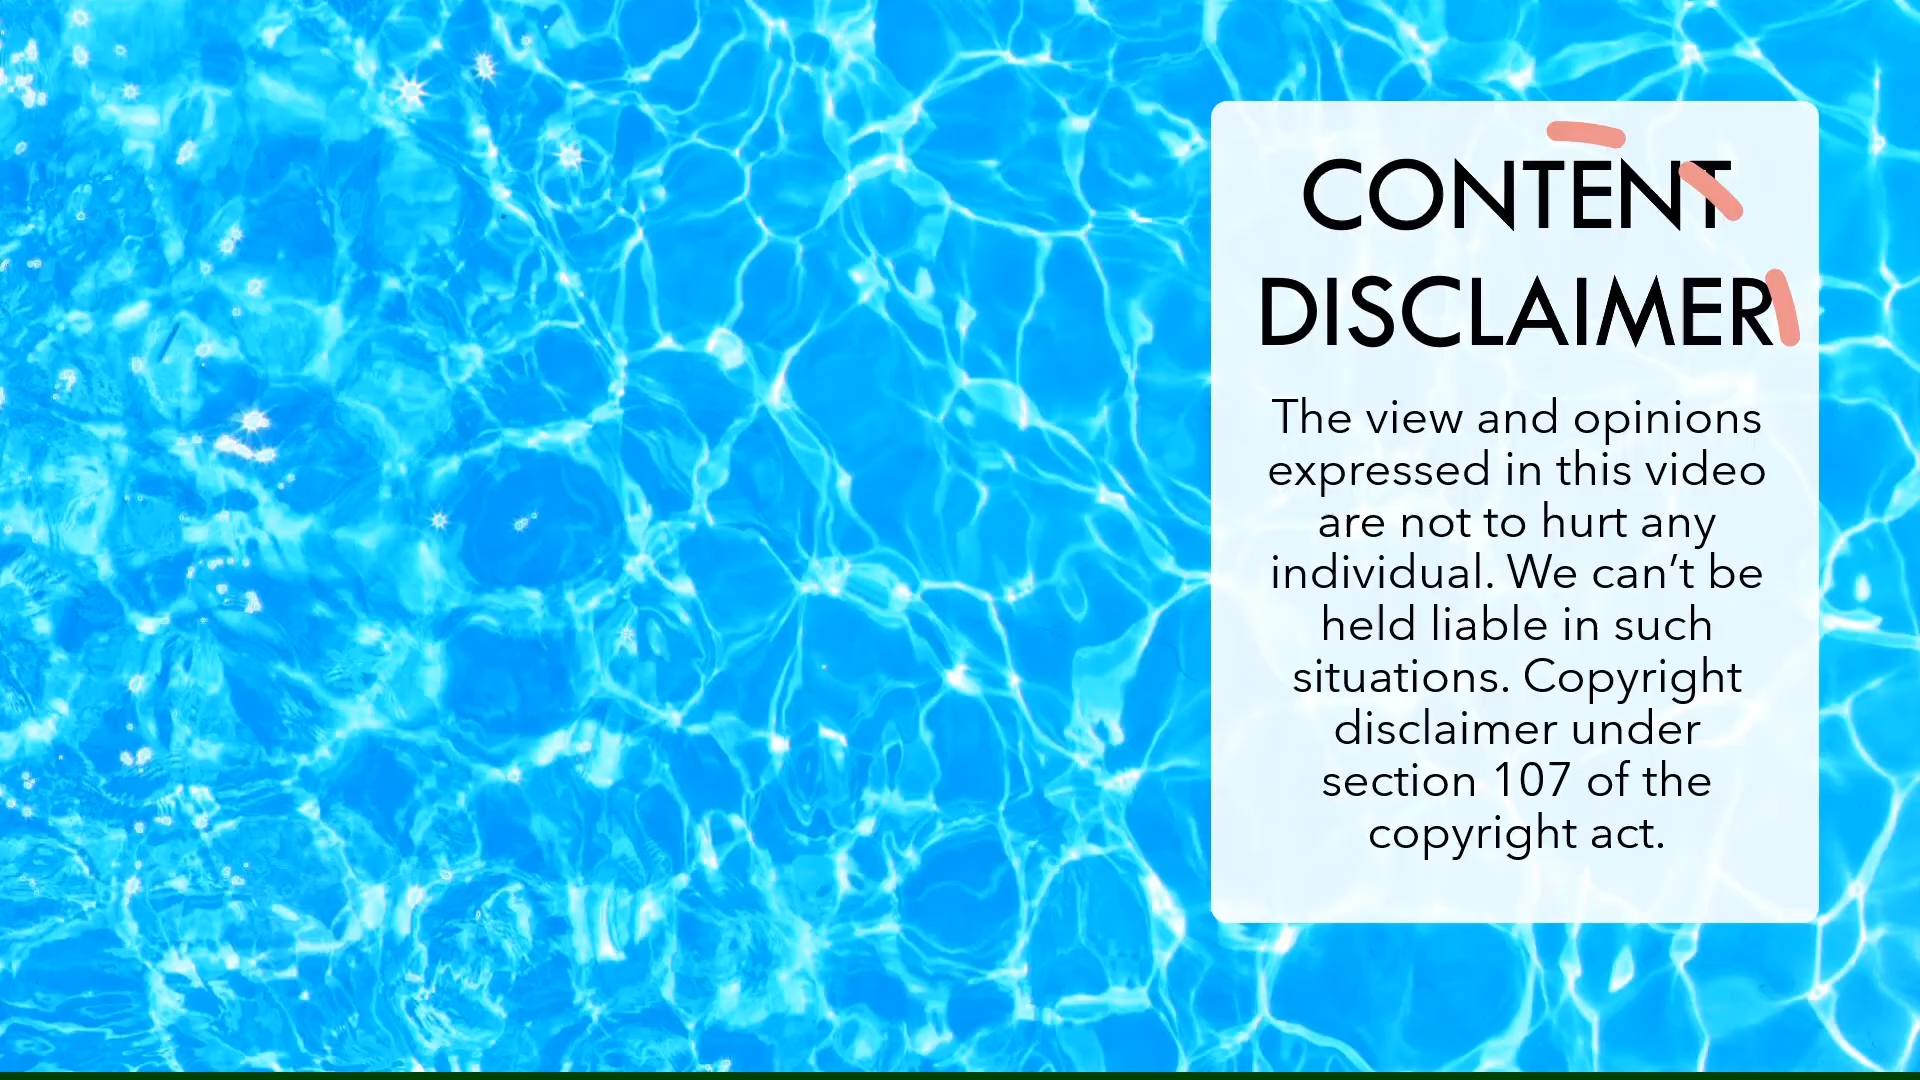 CONTENT
DISCLAIMER
The view and opinions
expressed in this video
are not to hurt any
individual. We can’t be
held liable in such
situations. Copyright
disclaimer under
section 107 of the
copyright act.